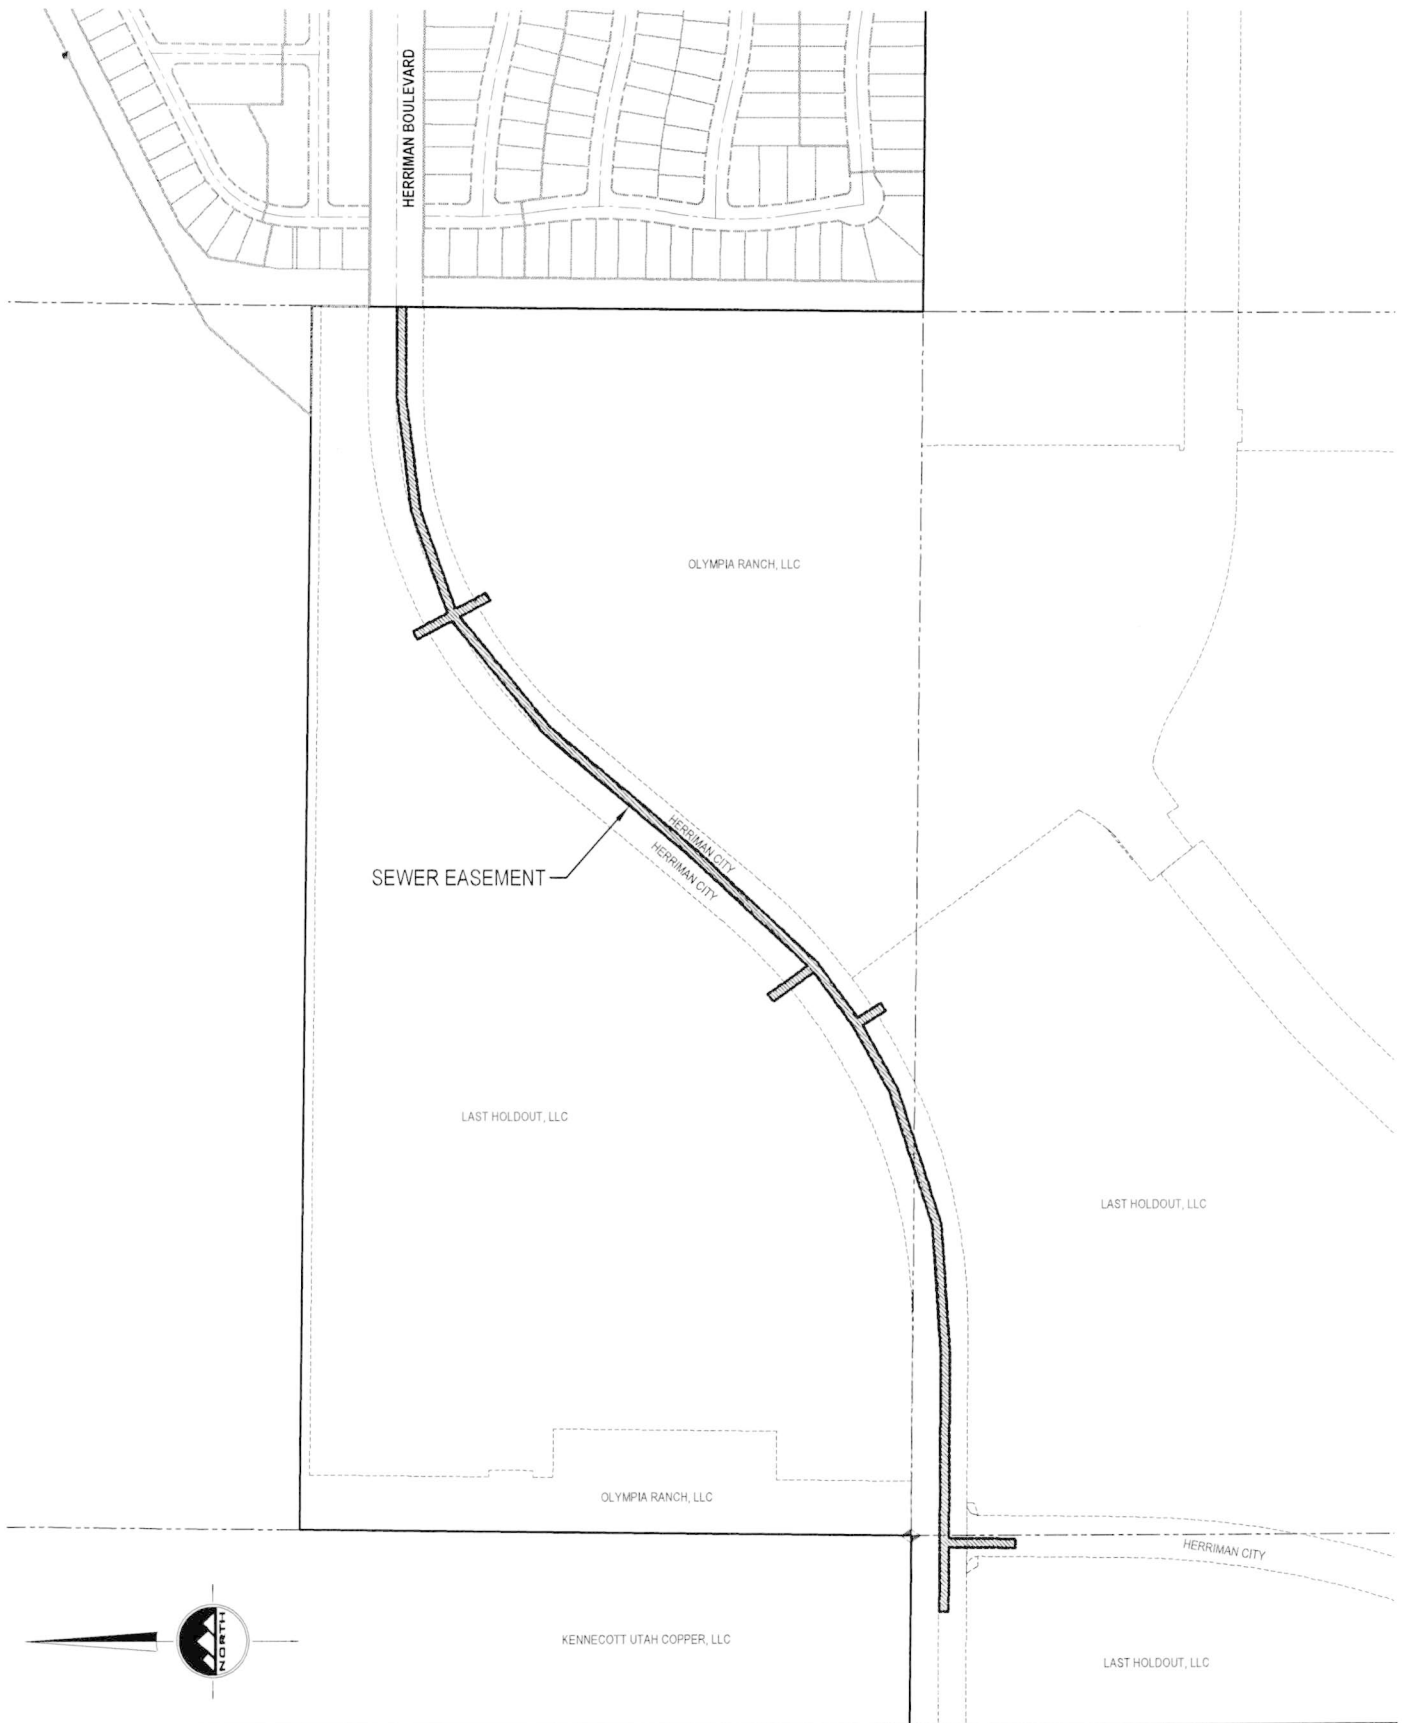 HERRIMAN BOULEVARD
OLYMPIA RANCH, LLC
HERRIMAN CITY
HERRIMAN CITY
SEWER EASEMENT
LAST HOLDOUT, LLC
LAST HOLDOUT, LLC
OLYMPIA RANCH, LLC
HERRIMAN CITY
NORTH
KENNECOTT UTAH COPPER, LLC
LAST HOLDOUT, LLC